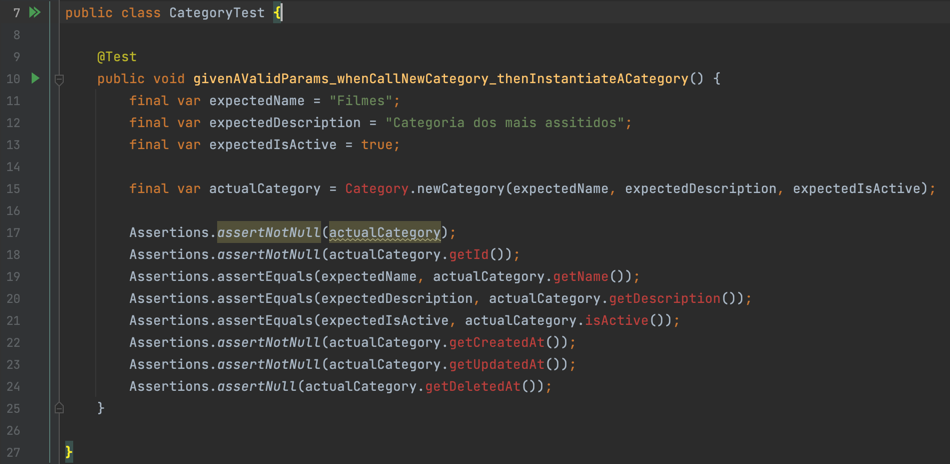 7 public class CategoryTest {
8
9 @Test
10 public void givenAValidParams_whenCallNewCategory_thenInstantiateACategory() {
11 final var expectedName = "Filmes";
12 final var expectedDescription = "Categoria dos mais assitidos";
13 final var expectedIsActive = true;
14
15 final var actualCategory = Category.newCategory(expectedName, expectedDescription, expectedIsActive);
16
17 Assertions.assertNotNull(actualCategory);
18 Assertions.assertNotNull(actualCategory.getId());
19 Assertions.assertEquals(expectedName, actualCategory.getName());
20 Assertions.assertEquals(expectedDescription, actualCategory.getDescription());
21 Assertions.assertEquals(expectedIsActive, actualCategory.isActive());
22 Assertions.assertNotNull(actualCategory.getCreatedAt());
23 Assertions.assertNotNull(actualCategory.getUpdatedAt());
24 Assertions.assertNull(actualCategory.getDeletedAt());
25 }
26
27 }